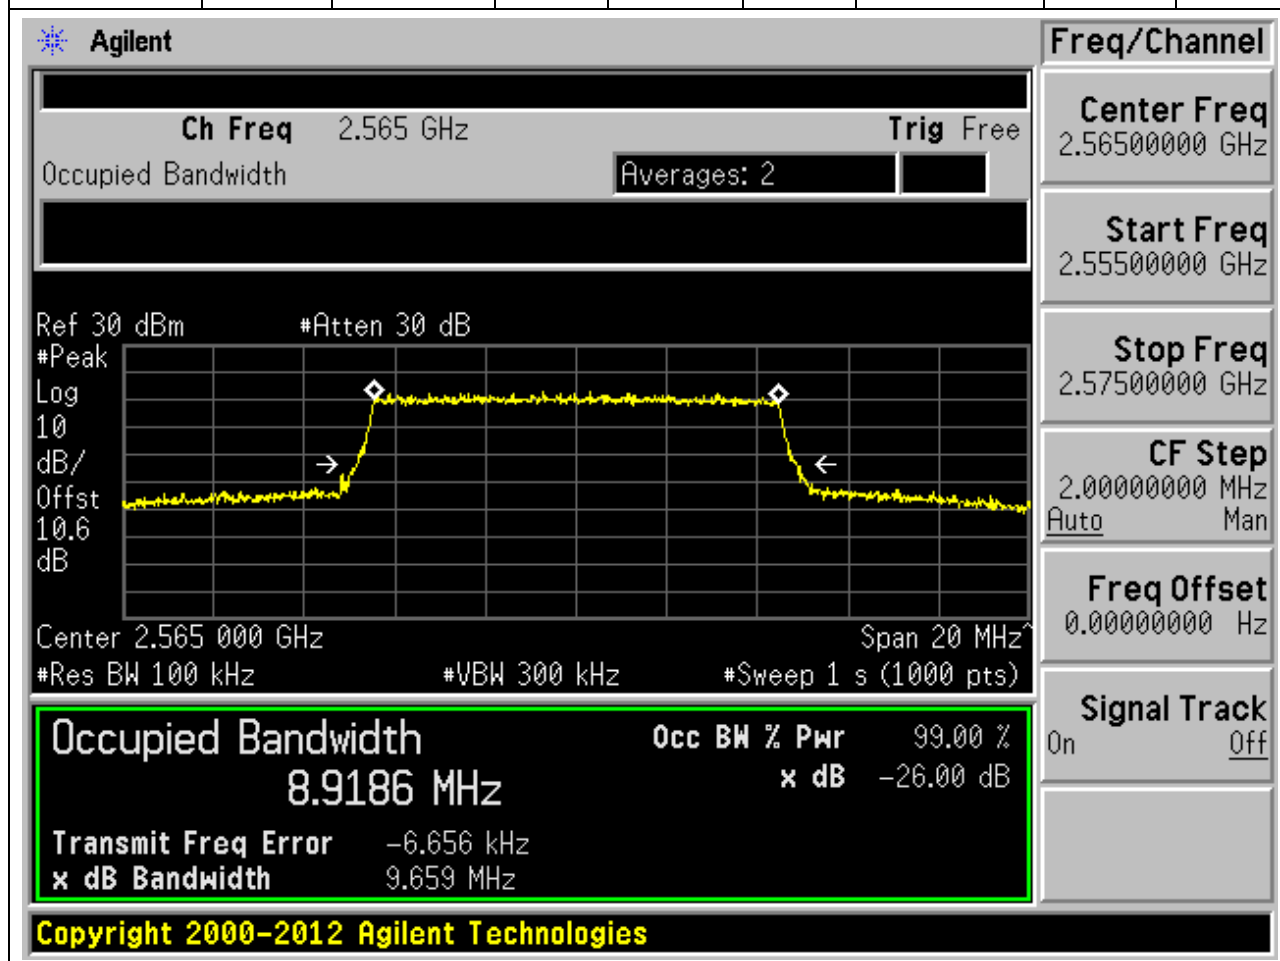 Agilent
Freq/Channel
Ch Freq 2.565 GHz Trig Free
Occupied Bandwidth Averages: 2
Ref 30 dBm #Atten 30 dB
#Peak
Log
10
dB/
Offst
10.6
dB
Center 2.565 000 GHz Span 20 MHz^
#Res BW 100 kHz #VBW 300 kHz #Sweep 1 s (1000 pts)
Occupied Bandwidth Occ BW % Pwr 99.00 %
8.9186 MHz x dB -26.00 dB
Transmit Freq Error -6.656 kHz
x dB Bandwidth 9.659 MHz
Center Freq
2.56500000 GHz
Start Freq
2.55500000 GHz
Stop Freq
2.57500000 GHz
CF Step
2.00000000 MHz
Auto Man
Freq Offset
0.00000000 Hz
Signal Track
On Off
Copyright 2000-2012 Agilent Technologies